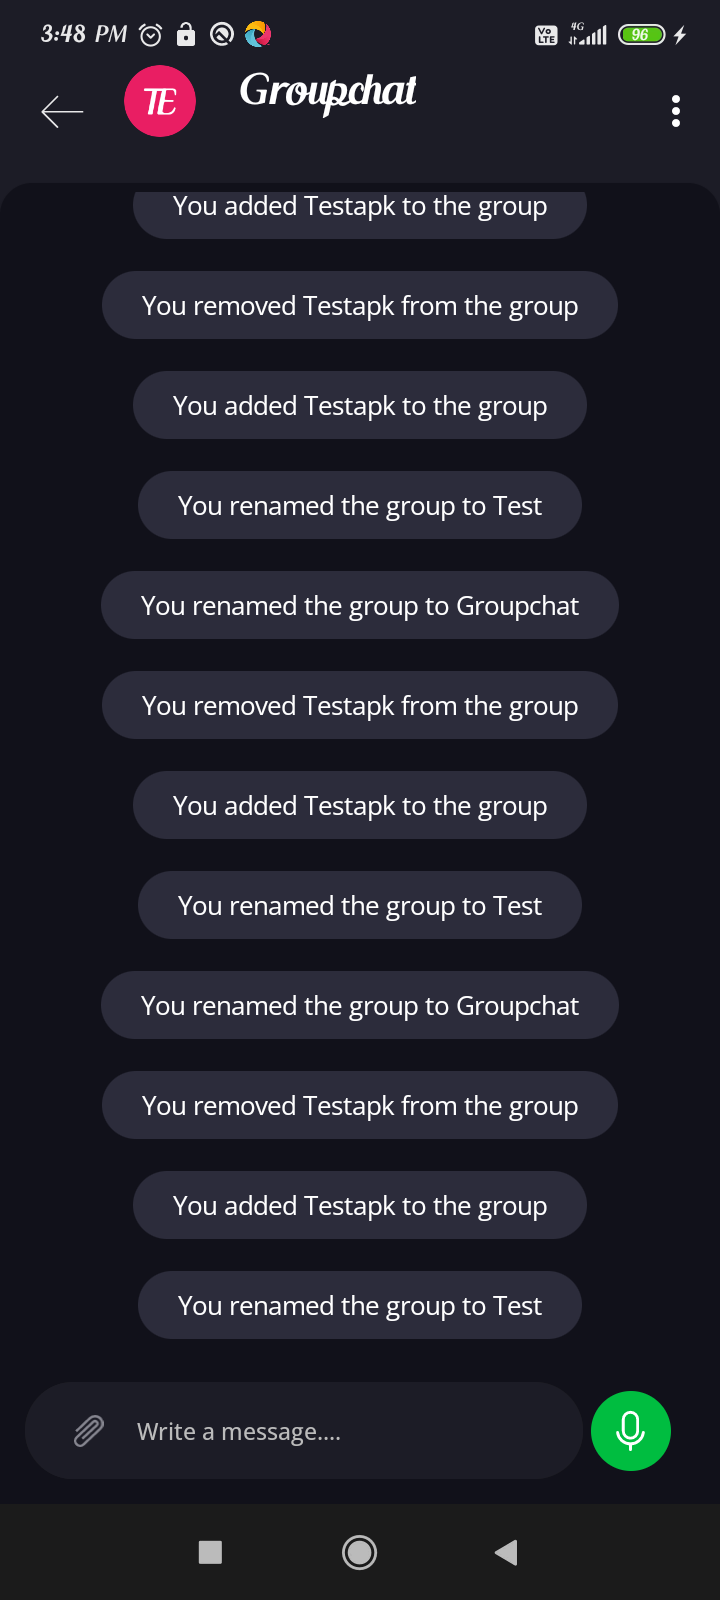 3:48 PM
Vo LTE
4G
96
TE
Groupchat
You added Testapk to the group
You removed Testapk from the group
You added Testapk to the group
You renamed the group to Test
You renamed the group to Groupchat
You removed Testapk from the group
You added Testapk to the group
You renamed the group to Test
You renamed the group to Groupchat
You removed Testapk from the group
You added Testapk to the group
You renamed the group to Test
Write a message....